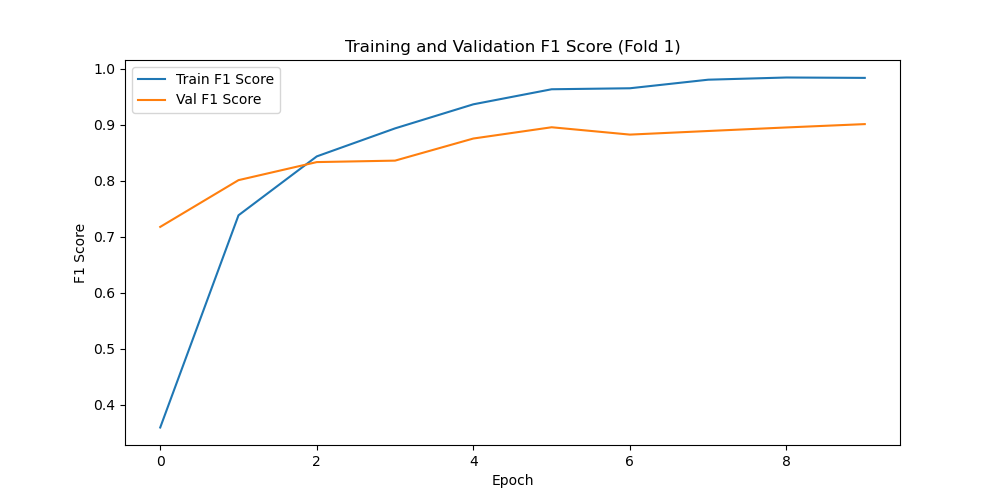 Training and Validation F1 Score (Fold 1)
Train F1 Score
Val F1 Score
1.0
0.9
0.8
0.7
0.6
0.5
0.4
F1 Score
0 2 4 6 8
Epoch